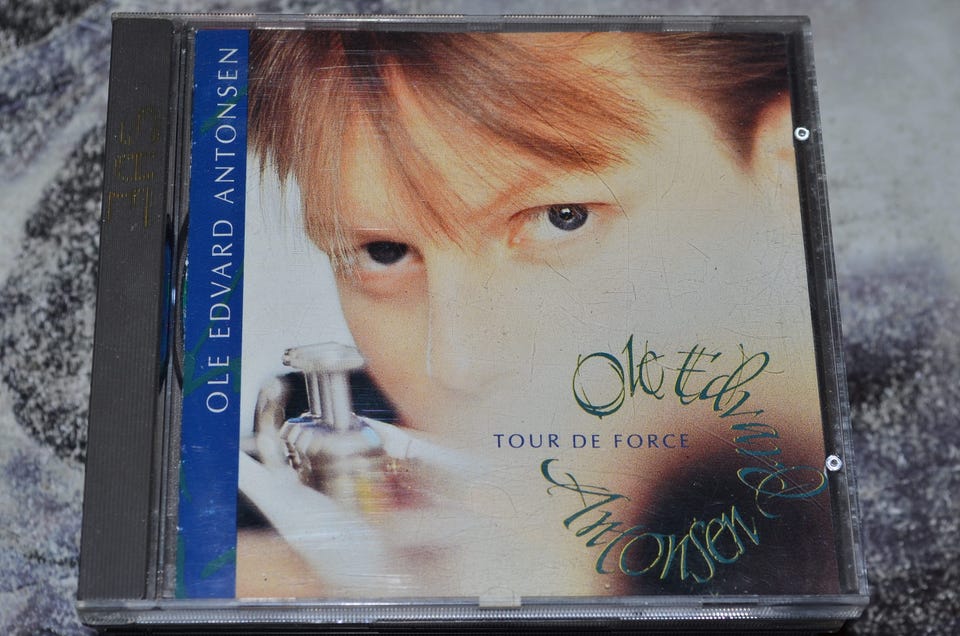 OLE EDVARD ANTONSEN
Ole Edvard
TOUR DE FORCE
Antonsen